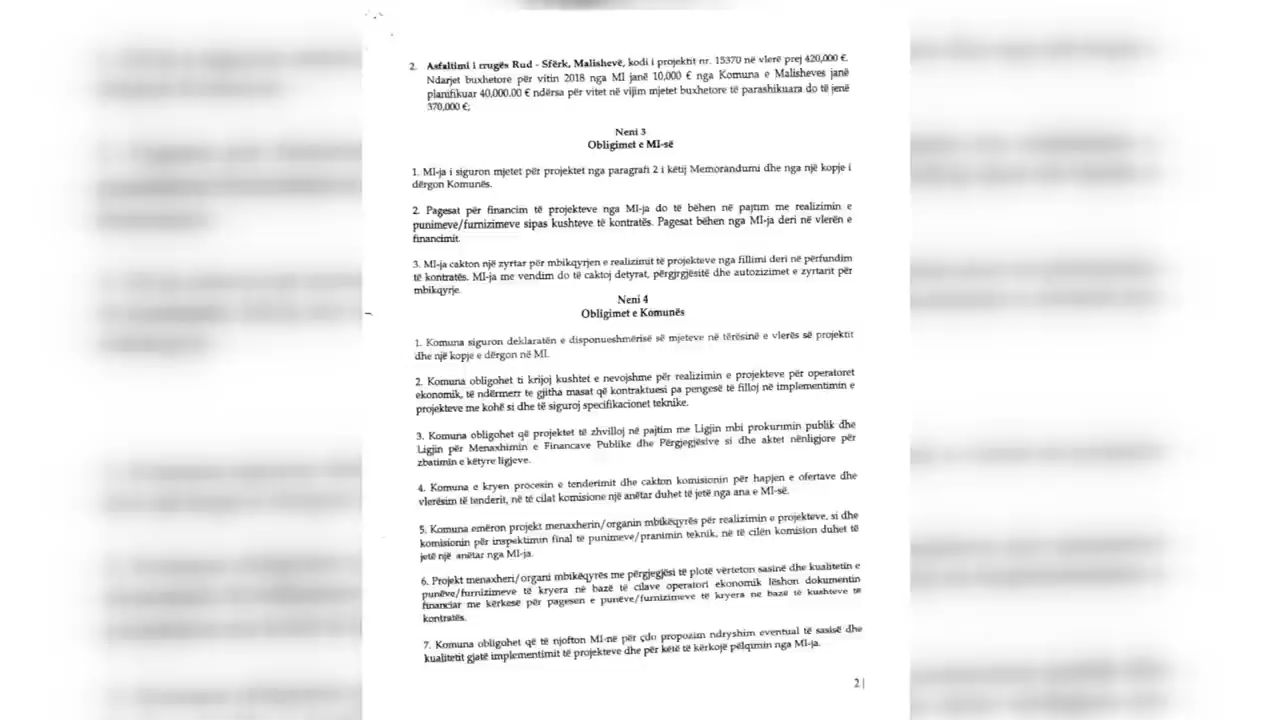 2. Asfaltimi i rrugës Rud - Sfërk, Malishevë, kodi i projektit nr. 15370 në vlerë prej 420,000 €.
Ndarjet buxhetore për vitin 2018 nga MI janë 10,000 € nga Komuna e Malisheves janë
planifikuar 40,000.00 € ndërsa për vitet në vijim mjetet buxhetore të parashikuara do të jenë
370,000 €;
Neni 3
Obligimet e MI-së
1. MI-ja i siguron mjetet për projektet nga paragrafi 2 i këtij Memorandumi dhe nga një kopje i
dërgon Komunës.
2. Pagesat për financim të projekteve nga MI-ja do të bëhen në pajtim me realizimin e
punimeve/furnizimeve sipas kushteve të kontratës. Pagesat bëhen nga MI-ja deri në vlerën e
financimit.
3. MI-ja cakton një zyrtar për mbikqyrjen e realizimit të projekteve nga fillimi deri në përfundim
të kontratës. MI-ja me vendim do të caktoj detyrat, përgjrgjësitë dhe autozizimet e zyrtarit për
mbikqyrje.
Neni 4
Obligimet e Komunës
1. Komuna siguron deklaratën e disponueshmërisë së mjeteve në tërësinë e vlerës së projektit
dhe një kopje e dërgon në MI.
2. Komuna obligohet ti krijoj kushtet e nevojshme për realizimin e projekteve për operatoret
ekonomik, të ndërmerr te gjitha masat që kontraktuesi pa pengesë të filloj në implementimin e
projekteve me kohë si dhe të siguroj specifikacionet teknike.
3. Komuna obligohet që projektet të zhvilloj në pajtim me Ligjin mbi prokurimin publik dhe
Ligjin për Menaxhimin e Financave Publike dhe Përgjegjësive si dhe aktet nënligjore për
zbatimin e këtyre ligjeve.
4. Komuna e kryen procesin e tenderimit dhe cakton komisionin për hapjen e ofertave dhe
vlerësim të tenderit, në të cilat komisione një anëtar duhet të jetë nga ana e MI-së.
5. Komuna emëron projekt menaxherin/organin mbikëqyrës për realizimin e projekteve, si dhe
komisionin për inspektimin final të punimeve/pranimin teknik, në të cilën komision duhet të
jetë një anëtar nga MI-ja.
6. Projekt menaxheri/organi mbikëqyrës me përgjegjësi të plotë vërteton sasinë dhe kualitetin e
punëve/furnizimeve të kryera në bazë të cilave operatori ekonomik lëshon dokumentin
financiar me kërkesë për pagesen e punëve/furnizimeve të kryera në bazë të kushteve të
kontratës.
7. Komuna obligohet që të njofton MI-në për çdo propozim ndryshim eventual të sasisë dhe
kualitetit gjatë implementimit të projekteve dhe për këtë të kërkojë pëlqimin nga MI-ja.
2 |